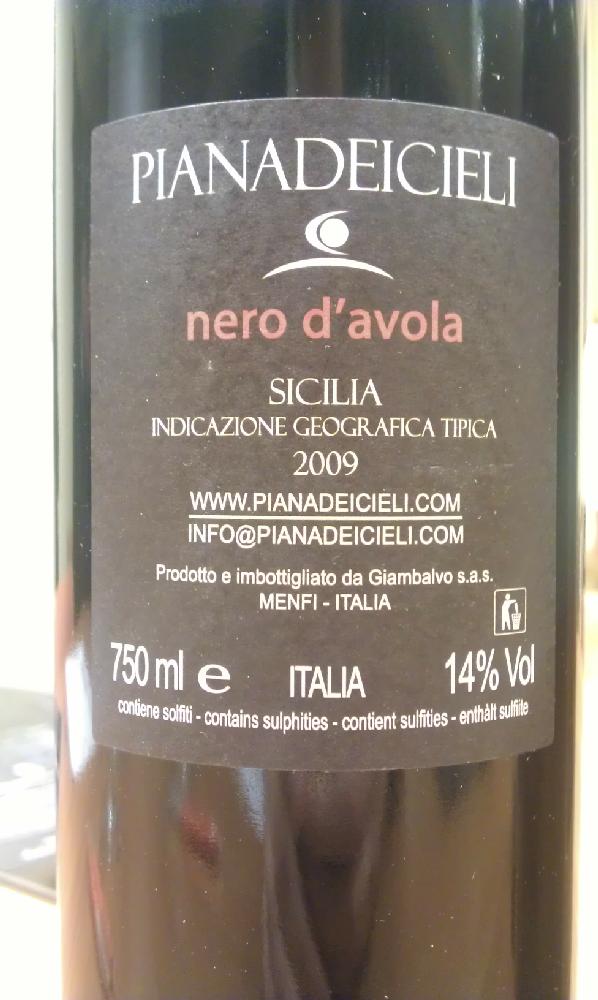 PIANADEICIELI
nero d'avola
SICILIA
INDICAZIONE GEOGRAFICA TIPICA
2009
WWW.PIANADEICIELI.COM
INFO@PIANADEICIELI.COM
Prodotto e imbottigliato da Giambalvo s.a.s.
MENFI - ITALIA
750 ml e ITALIA 14% Vol
contiene solfiti - contains sulphities - contient sulfities - enthält sulfiite